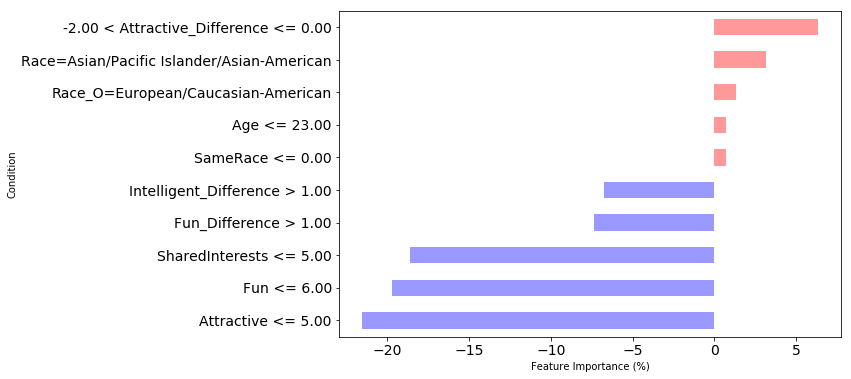 -2.00 < Attractive_Difference <= 0.00
Race=Asian/Pacific Islander/Asian-American
Race_O=European/Caucasian-American
Age <= 23.00
SameRace <= 0.00
Intelligent_Difference > 1.00
Fun_Difference > 1.00
SharedInterests <= 5.00
Fun <= 6.00
Attractive <= 5.00
Condition
−20 −15 −10 −5 0 5
Feature Importance (%)